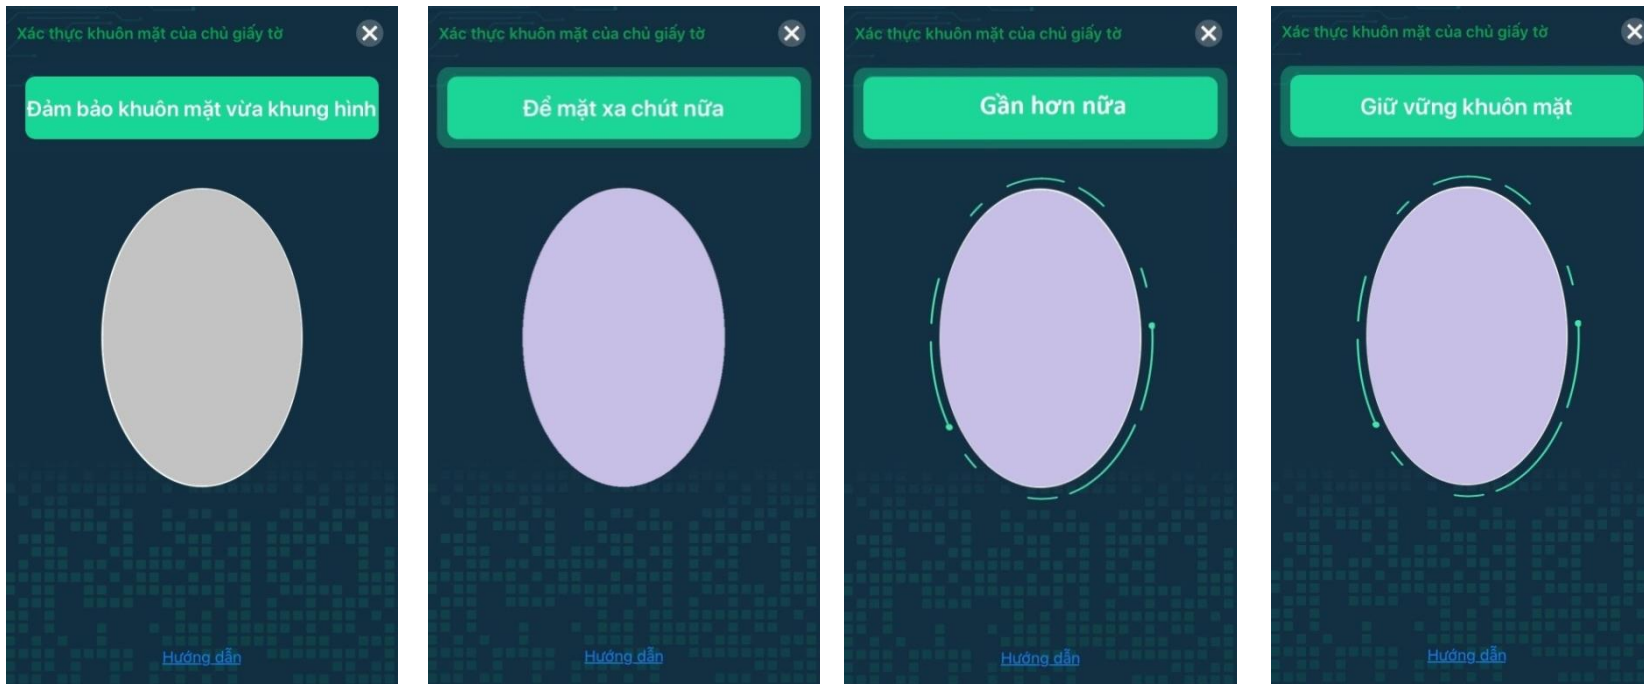 Xác thực khuôn mặt của chủ giấy tờ
Đảm bảo khuôn mặt vừa khung hình
Hướng dẫn
Xác thực khuôn mặt của chủ giấy tờ
Để mặt xa chút nữa
Hướng dẫn
Xác thực khuôn mặt của chủ giấy tờ
Gần hơn nữa
Hướng dẫn
Xác thực khuôn mặt của chủ giấy tờ
Giữ vững khuôn mặt
Hướng dẫn